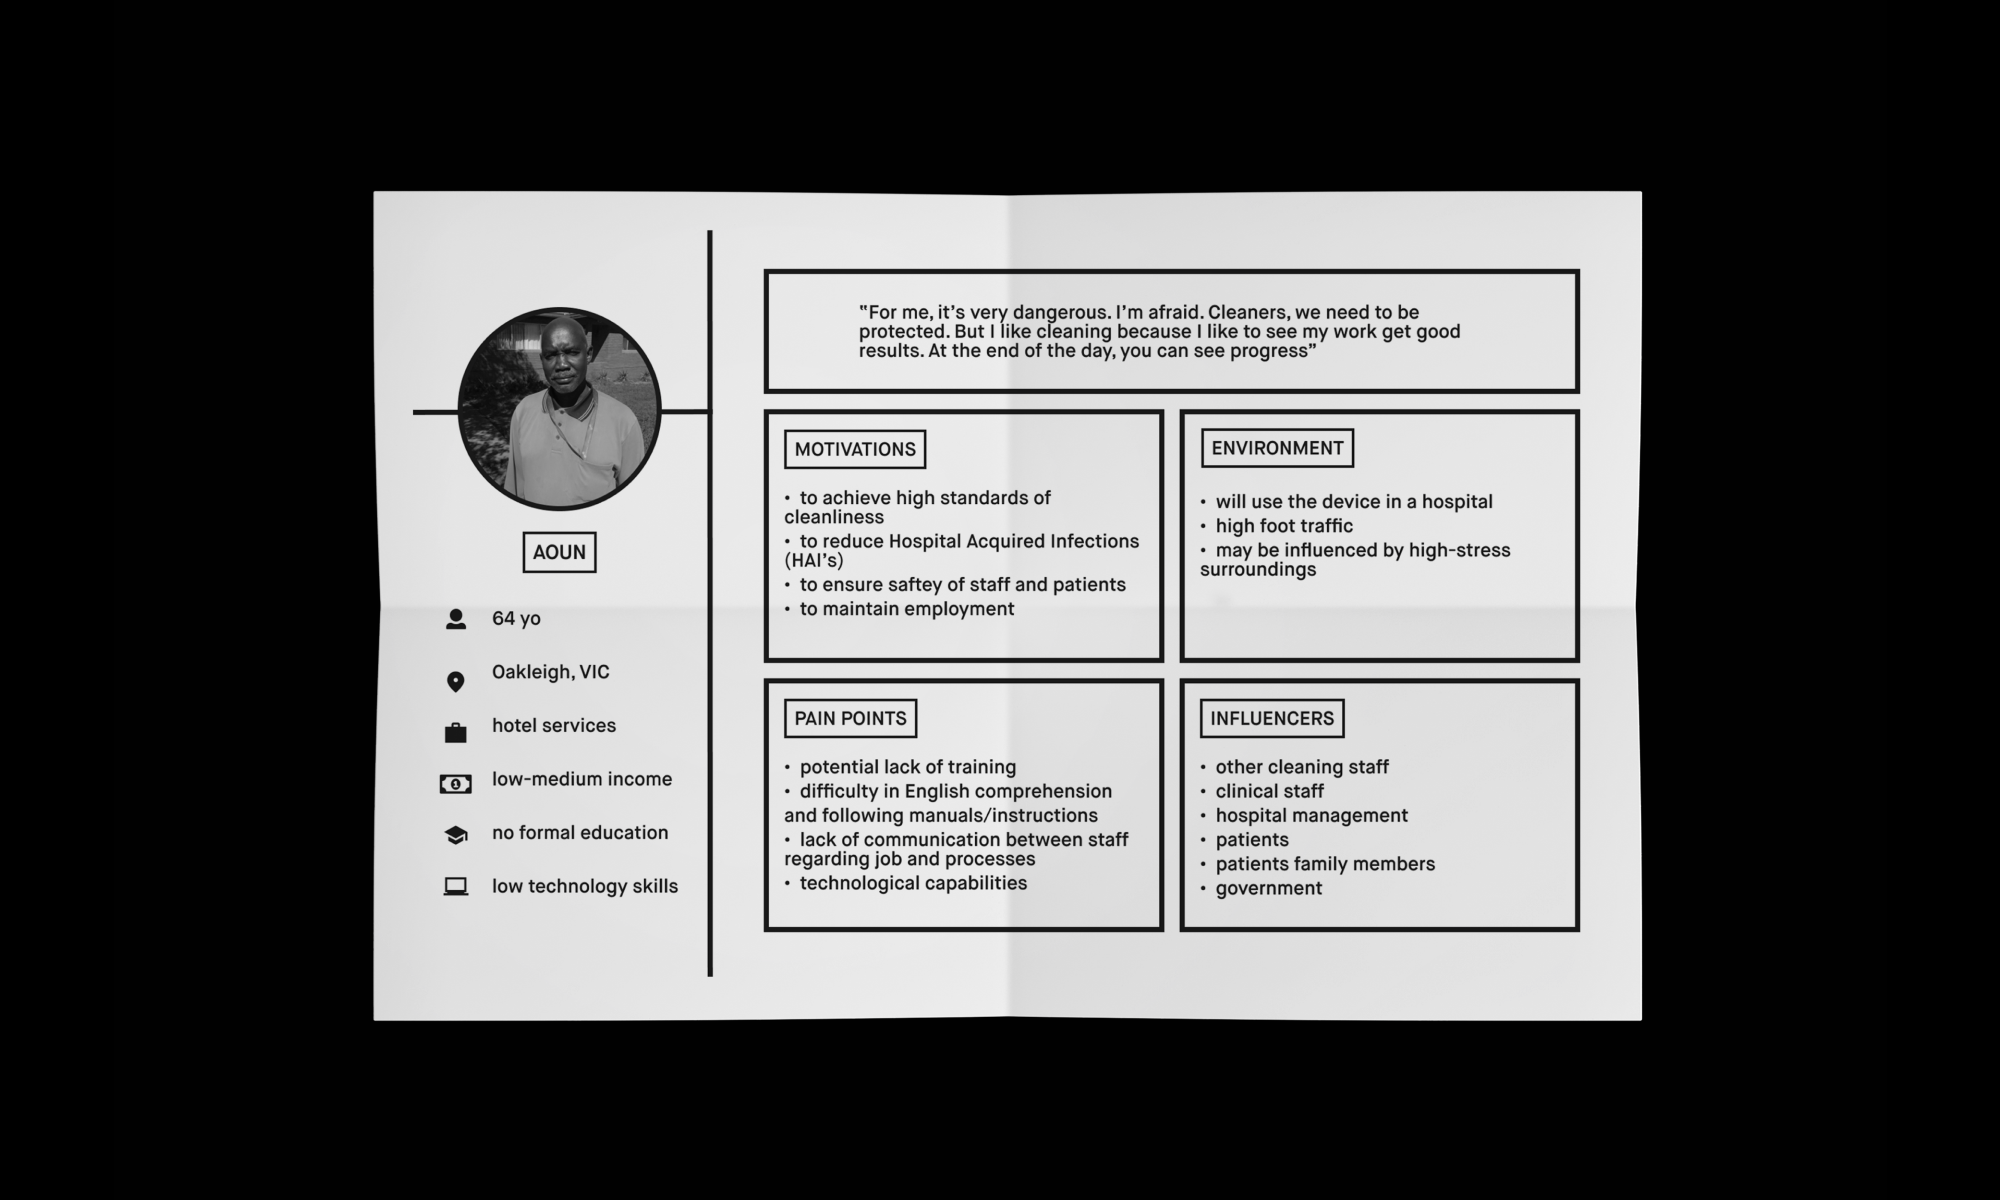 AOUN
64 yo
Oakleigh, VIC
hotel services
low-medium income
no formal education
low technology skills
“For me, it’s very dangerous. I’m afraid. Cleaners, we need to be
protected. But I like cleaning because I like to see my work get good
results. At the end of the day, you can see progress”
MOTIVATIONS
• to achieve high standards of
cleanliness
• to reduce Hospital Acquired Infections
(HAI’s)
• to ensure saftey of staff and patients
• to maintain employment
ENVIRONMENT
• will use the device in a hospital
• high foot traffic
• may be influenced by high-stress
surroundings
PAIN POINTS
• potential lack of training
• difficulty in English comprehension
and following manuals/instructions
• lack of communication between staff
regarding job and processes
• technological capabilities
INFLUENCERS
• other cleaning staff
• clinical staff
• hospital management
• patients
• patients family members
• government